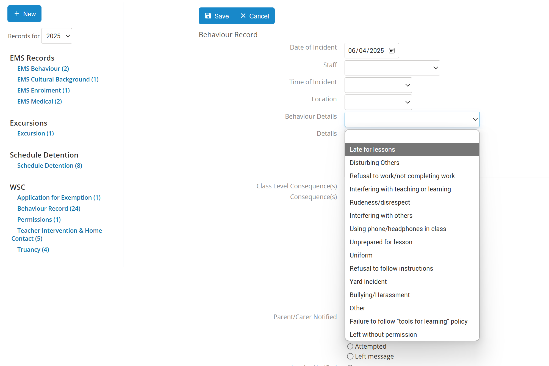 + New
Records for 2025
EMS Records
EMS Behaviour (2)
EMS Cultural Background (1)
EMS Enrolment (1)
EMS Medical (2)
Excursions
Excursion (1)
Schedule Detention
Schedule Detention (8)
WSC
Application for Exemption (1)
Behaviour Record (24)
Permissions (1)
Teacher Intervention & Home
Contact (5)
Truancy (4)
Save × Cancel
Behaviour Record
Date of Incident 06/04/2025
Staff
Time of Incident
Location
Behaviour Details
Details
Late for lessons
Disturbing Others
Refusal to work/not completing work
Interfering with teaching or learning
Rudeness/disrespect
Interfering with others
Using phone/headphones in class
Unprepared for lesson
Uniform
Refusal to follow instructions
Yard Incident
Bullying/Harassment
Other
Failure to follow "tools for learning" policy
Left without permission
Class Level Consequence(s)
Consequence(s)
Parent/Carer Notified
Attempted
Left message